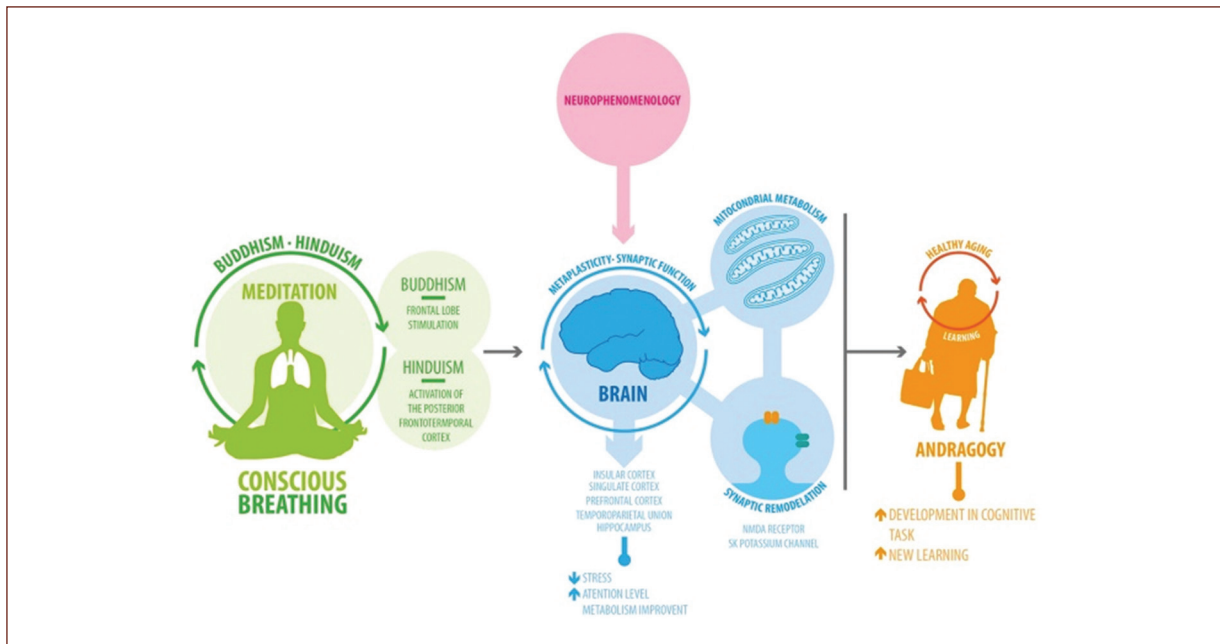 NEUROPHENOMENOLOGY
BUDDHISM · HINDUISM
MEDITATION
CONSCIOUS
BREATHING
BUDDHISM
FRONTAL LOBE
STIMULATION
HINDUISM
ACTIVATION OF
THE POSTERIOR
FRONTOTERMPORAL
CORTEX
METAPLASTICITY· SYNAPTIC FUNCTION
BRAIN
INSULAR CORTEX
SINGULATE CORTEX
PREFRONTAL CORTEX
TEMPOROPARIETAL UNION
HIPPOCAMPUS
STRESS
ATENTION LEVEL
METABOLISM IMPROVENT
MITOCONDRIAL METABOLISM
SYNAPTIC REMODELATION
NMDA RECEPTOR
SK POTASSIUM CHANNEL
HEALTHY AGING
LEARNING
ANDRAGOGY
DEVELOPMENT IN COGNITIVE
TASK
NEW LEARNING